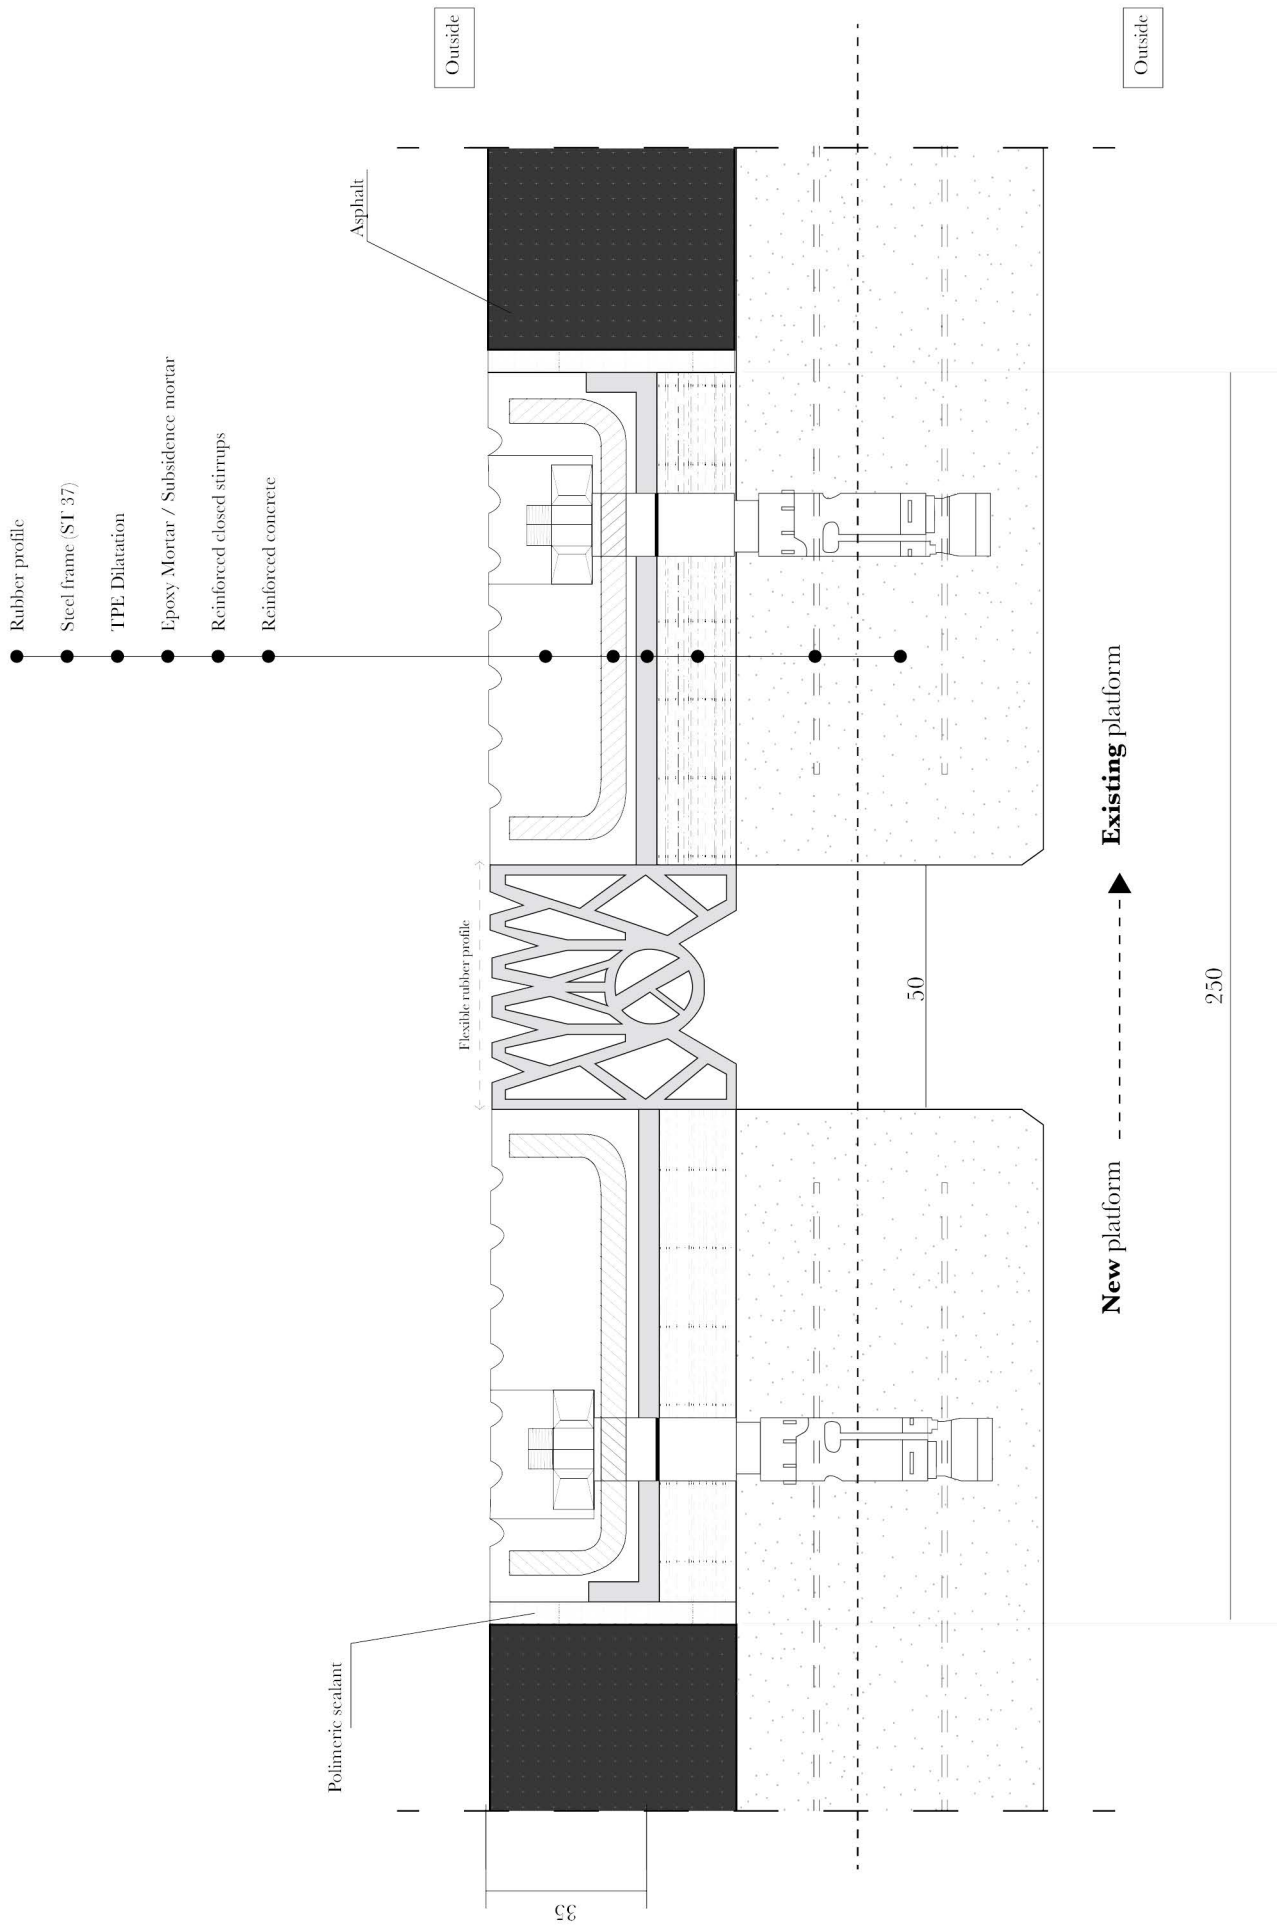 Rubber profile
Steel frame (ST 37)
TPE Dilatation
Epoxy Mortar / Subsidence mortar
Reinforced closed stirrups
Reinforced concrete
Outside
Asphalt
Polimeric sealant
Flexible rubber profile
35
50
New platform
Existing platform
250
Outside